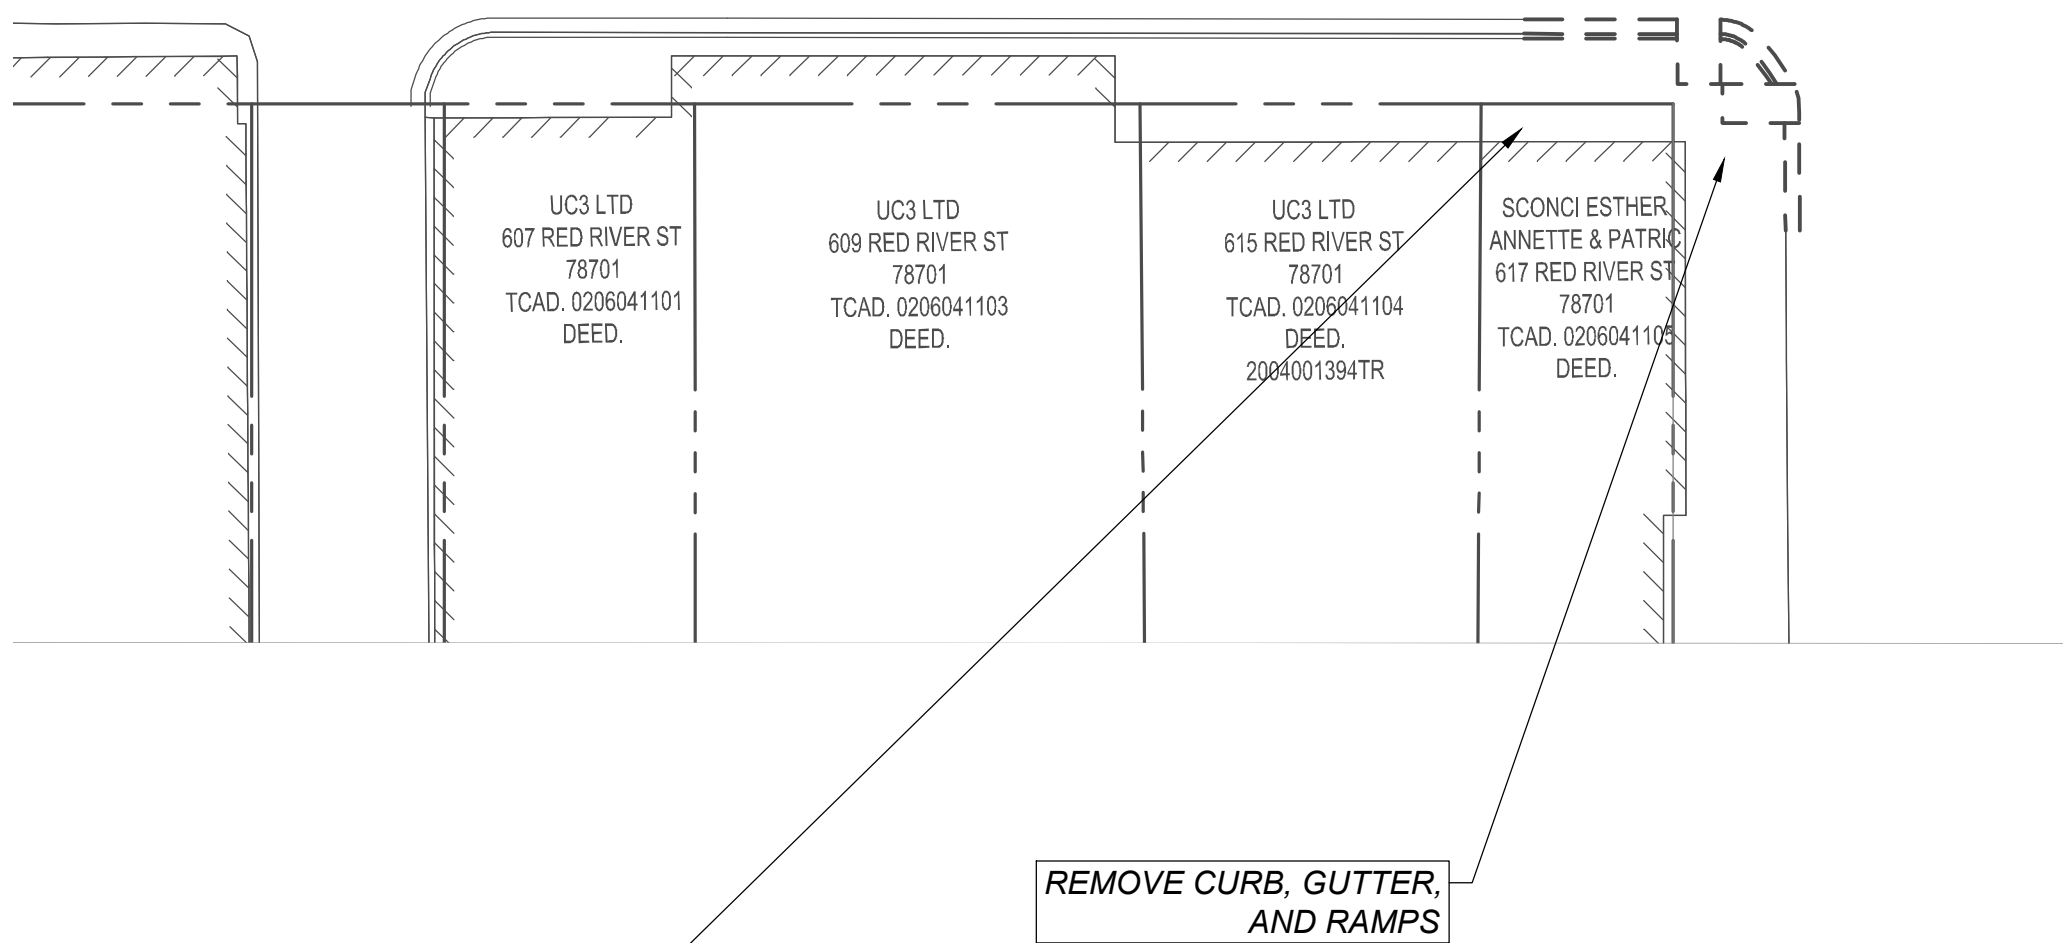 UC3 LTD
607 RED RIVER ST
78701
TCAD. 0206041101
DEED.
UC3 LTD
609 RED RIVER ST
78701
TCAD. 0206041103
DEED.
UC3 LTD
615 RED RIVER ST
78701
TCAD. 0206041104
DEED.
2004001394TR
SCONCI ESTHER
ANNETTE & PATRIC
617 RED RIVER ST
78701
TCAD. 0206041105
DEED.
REMOVE CURB, GUTTER,
AND RAMPS